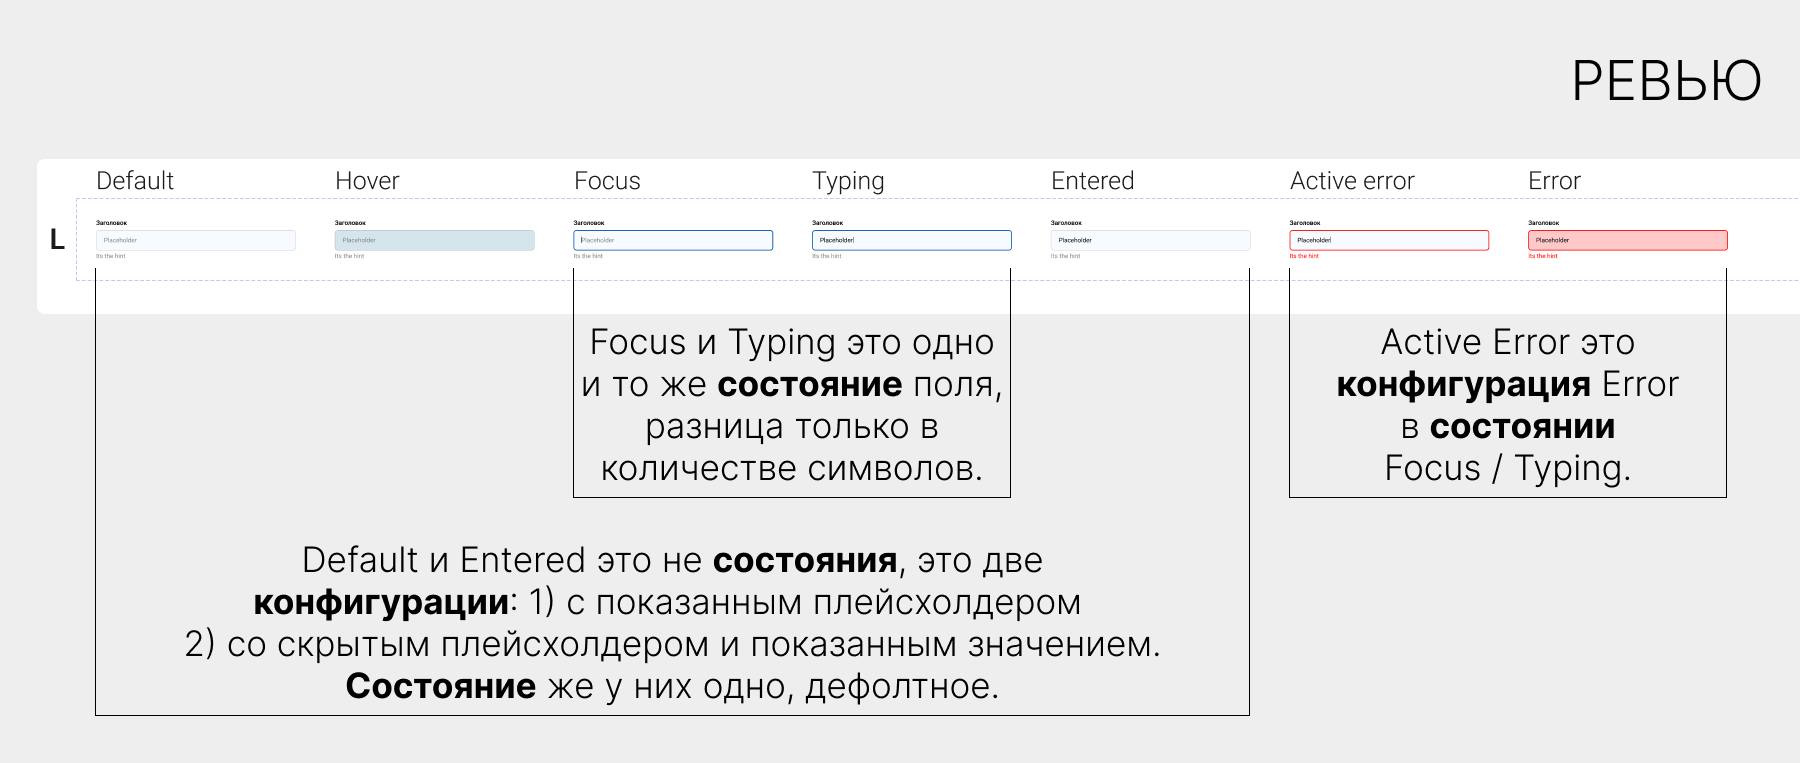 РЕВЬЮ
Default Hover Focus Typing Entered Active error Error
L
Заголовок Заголовок Заголовок Заголовок Заголовок Заголовок Заголовок
Placeholder Placeholder Placeholder Placeholder Placeholder Placeholder Placeholder
Its the hint Its the hint Its the hint Its the hint Its the hint Its the hint Its the hint
Focus и Typing это одно
и то же состояние поля,
разница только в
количестве символов.
Active Error это
конфигурация Error
в состоянии
Focus / Typing.
Default и Entered это не состояния, это две
конфигурации: 1) с показанным плейсхолдером
2) со скрытым плейсхолдером и показанным значением.
Состояние же у них одно, дефолтное.